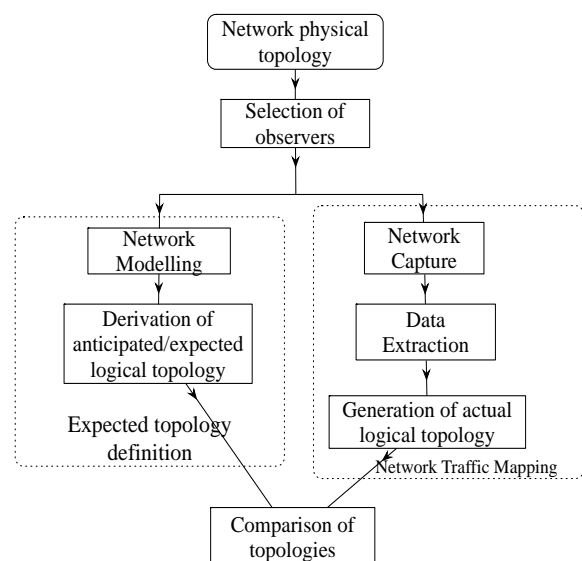 Network physical
topology
Selection of
observers
Network
Modelling
Derivation of
anticipated/expected
logical topology
Expected topology
definition
Network
Capture
Data
Extraction
Generation of actual
logical topology
Network Traffic Mapping
Comparison of
topologies